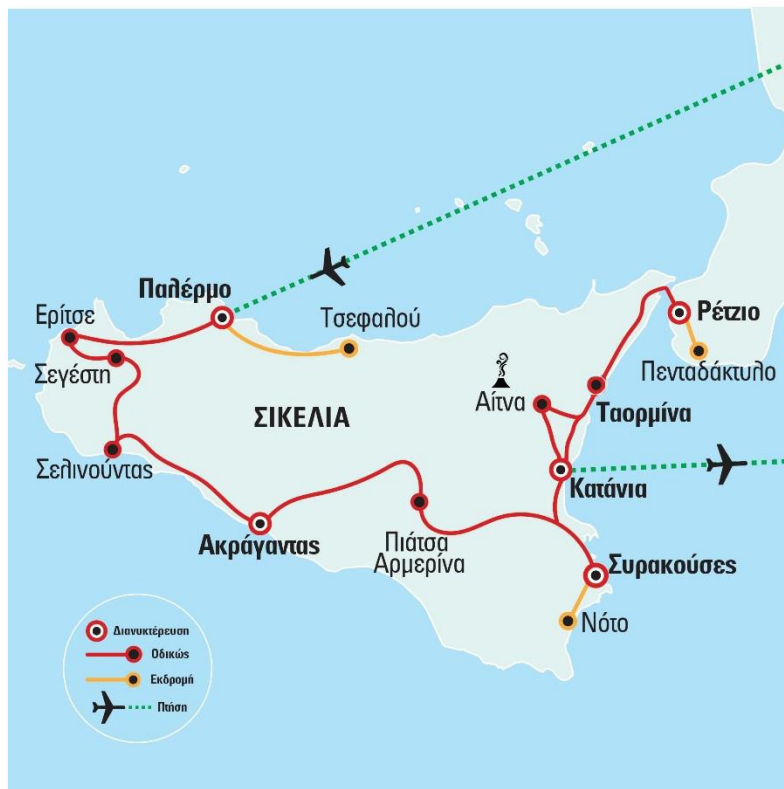 Παλέρμο
Ερίτσε
Τσεφαλού
Ρέτζιο
Σεγέστη
Πενταδάκτυλο
Αίτνα
Ταορμίνα
ΣΙΚΕΛΙΑ
Σελινούντας
Κατάνια
Ακράγαντας
Πιάτσα
Αρμερίνα
Συρακούσες
Νότο
Διανυκτέρευση
Οδικώς
Εκδρομή
Πτήση